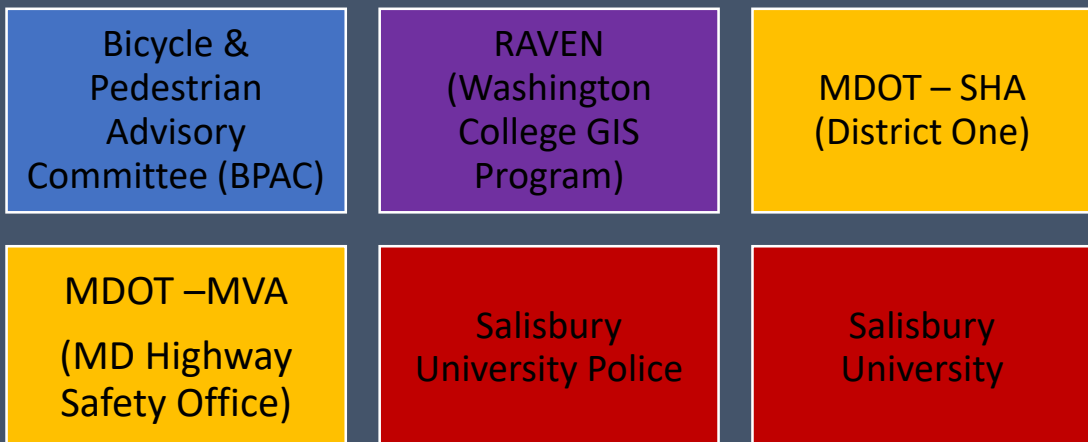 Bicycle &
Pedestrian
Advisory
Committee (BPAC)
RAVEN
(Washington
College GIS
Program)
MDOT – SHA
(District One)
MDOT –MVA
(MD Highway
Safety Office)
Salisbury
University Police
Salisbury
University